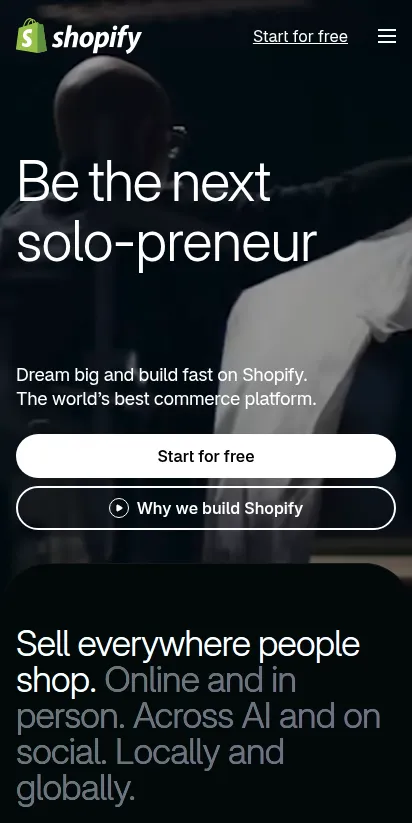 shopify
Start for free
Be the next
solo-preneur
Dream big and build fast on Shopify.
The world’s best commerce platform.
Start for free
Why we build Shopify
Sell everywhere people
shop. Online and in
person. Across AI and on
social. Locally and
globally.